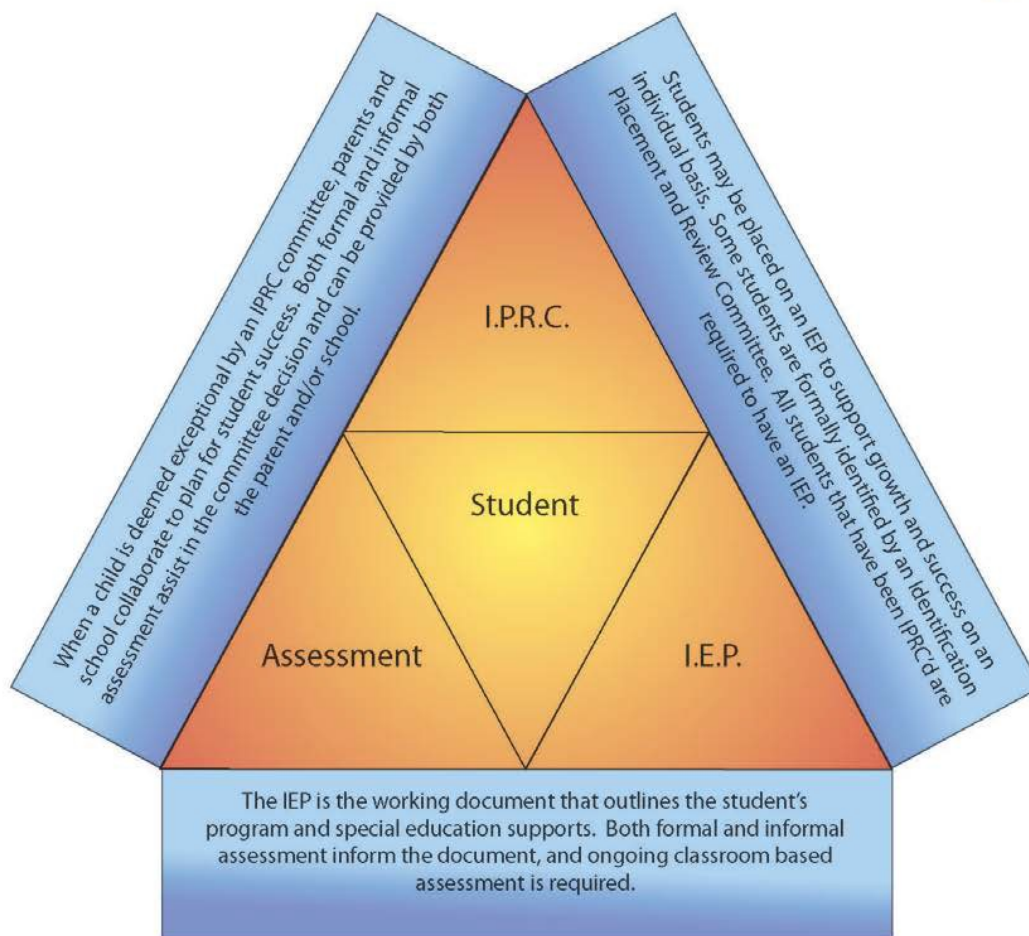 When a child is deemed exceptional by an IPRC committee, parents and
school collaborate to plan for student success. Both formal and informal
assessment assist in the committee decision and can be provided by both
the parent and/or school.
Students may be placed on an IEP to support growth and success on an
individual basis. Some students are formally identified by an Identification
Placement and Review Committee. All students that have been IPRC'd are
required to have an IEP.
I.P.R.C.
Student
Assessment
I.E.P.
The IEP is the working document that outlines the student's
program and special education supports. Both formal and informal
assessment inform the document, and ongoing classroom based
assessment is required.